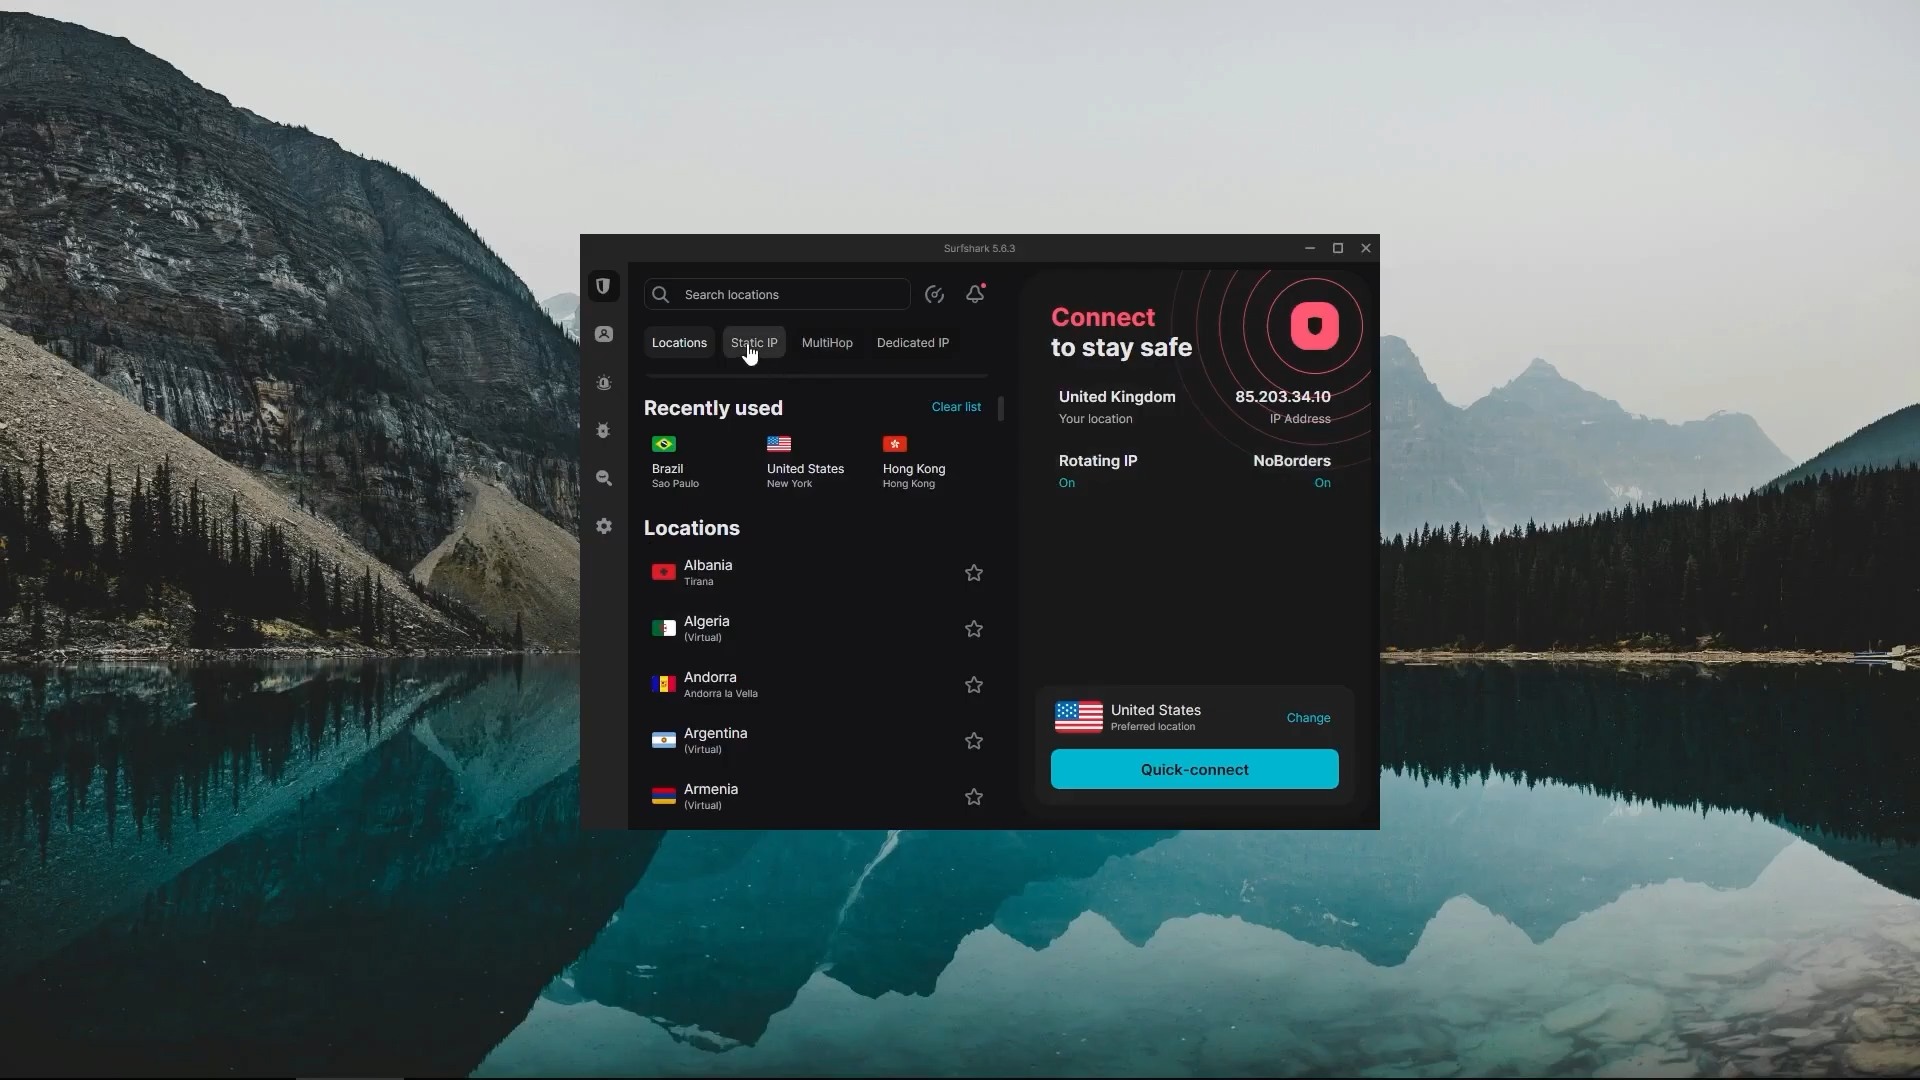 Surfshark 5.6.3
Search locations
Locations
Static IP
MultiHop
Dedicated IP
Recently used
Clear list
Brazil
Sao Paulo
United States
New York
Hong Kong
Hong Kong
Locations
Albania
Tirana
Algeria
(Virtual)
Andorra
Andorra la Vella
Argentina
(Virtual)
Armenia
(Virtual)
Connect
to stay safe
United Kingdom
Your location
85.203.34.10
IP Address
Rotating IP
On
NoBorders
On
United States
Preferred location
Change
Quick-connect